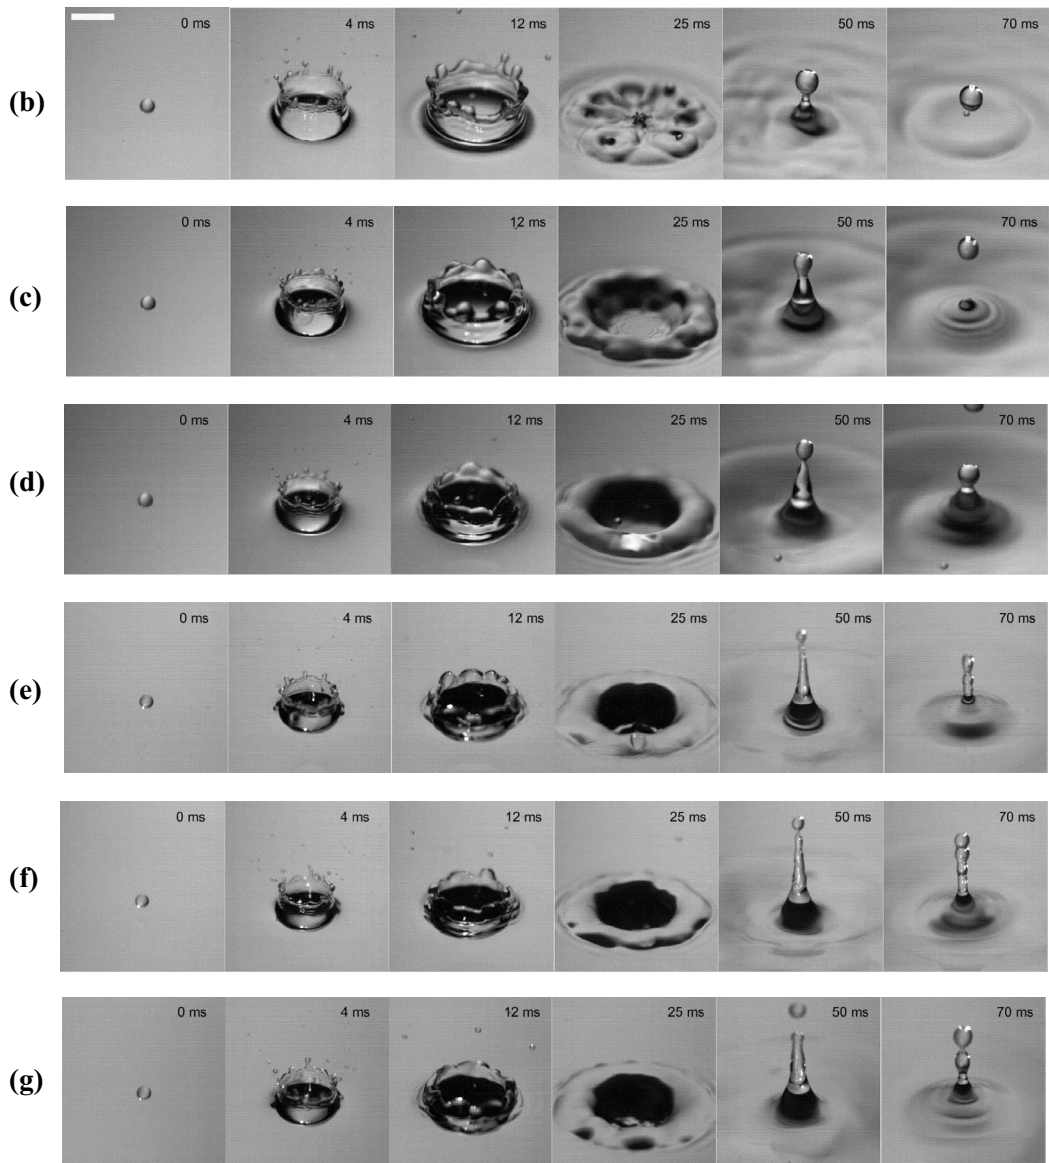 (b) 0 ms 4 ms 12 ms 25 ms 50 ms 70 ms
(c) 0 ms 4 ms 12 ms 25 ms 50 ms 70 ms
(d) 0 ms 4 ms 12 ms 25 ms 50 ms 70 ms
(e) 0 ms 4 ms 12 ms 25 ms 50 ms 70 ms
(f) 0 ms 4 ms 12 ms 25 ms 50 ms 70 ms
(g) 0 ms 4 ms 12 ms 25 ms 50 ms 70 ms